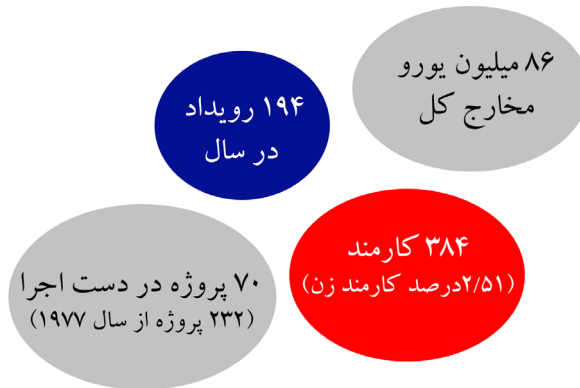 ۸۶ میلیون یورو
مخارج کل
۱۹۴ رویداد
در سال
۳۸۴ کارمند
(۲/۵۱درصد کارمند زن)
۷۰ پروژه در دست اجرا
(۲۳۲ پروژه از سال ۱۹۷۷)